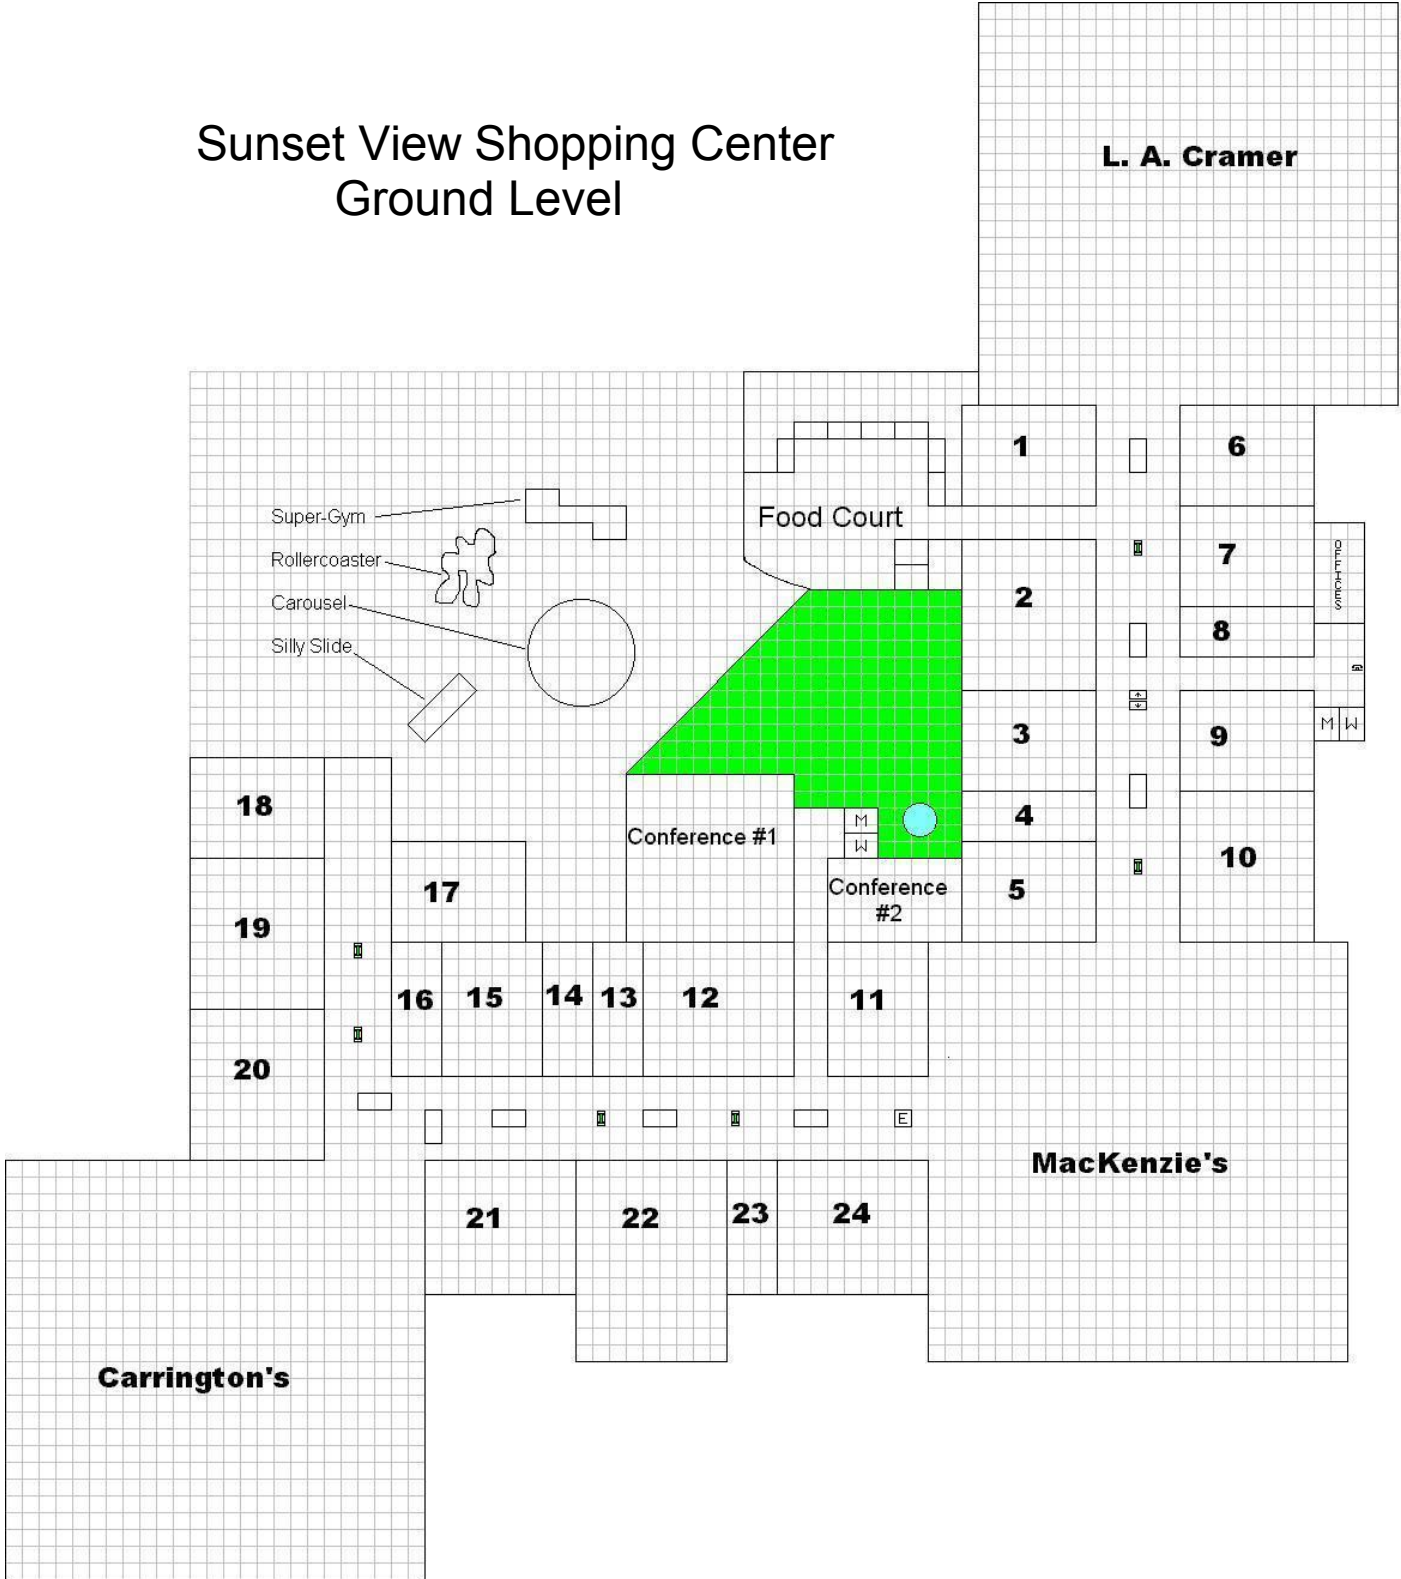 Sunset View Shopping Center
Ground Level
L. A. Cramer
1
6
Super-Gym
Food Court
7
OFFICES
Rollercoaster
2
Carousel
8
Silly Slide
3
9
M W
18
4
M
Conference #1
W
10
17
Conference
#2
5
19
16
15
14
13
12
11
20
E
MacKenzie's
21
22
23
24
Carrington's